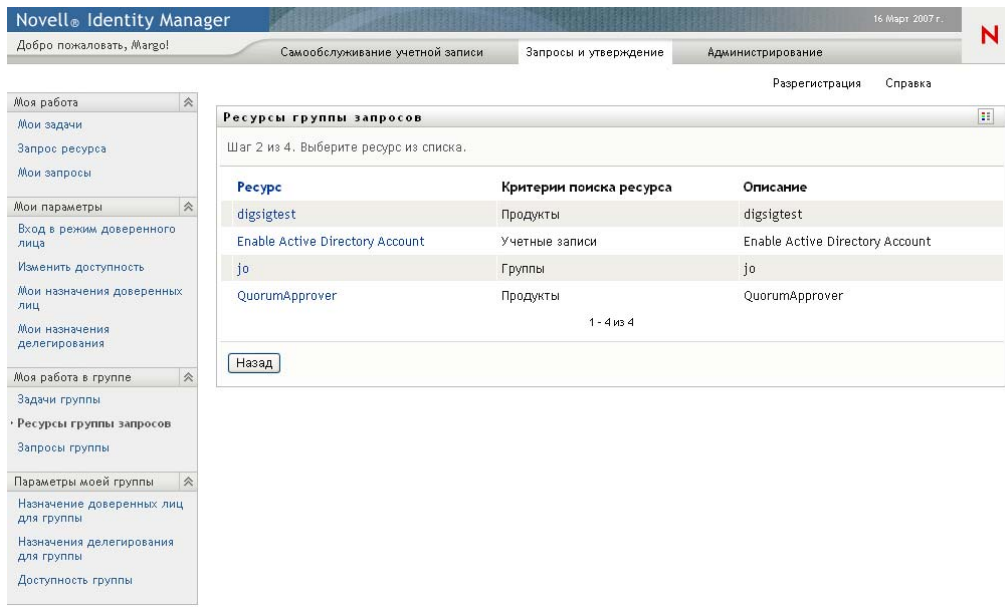 Novell® Identity Manager
16 Март 2007 г.
N
Добро пожаловать, Margo!
Самообслуживание учетной записи
Запросы и утверждение
Администрирование
Разрегистрация
Справка
Моя работа
Мои задачи
Запрос ресурса
Мои запросы
Мои параметры
Вход в режим доверенного
лица
Изменить доступность
Мои назначения доверенных
лиц
Мои назначения
делегирования
Моя работа в группе
Задачи группы
Ресурсы группы запросов
Запросы группы
Параметры моей группы
Назначение доверенных лиц
для группы
Назначения делегирования
для группы
Доступность группы
Ресурсы группы запросов
Шаг 2 из 4. Выберите ресурс из списка.
Ресурс Критерии поиска ресурса Описание
digsigtest Продукты digsigtest
Enable Active Directory Account Учетные записи Enable Active Directory Account
jo Группы jo
QuorumApprover Продукты QuorumApprover
1 - 4 из 4
Назад